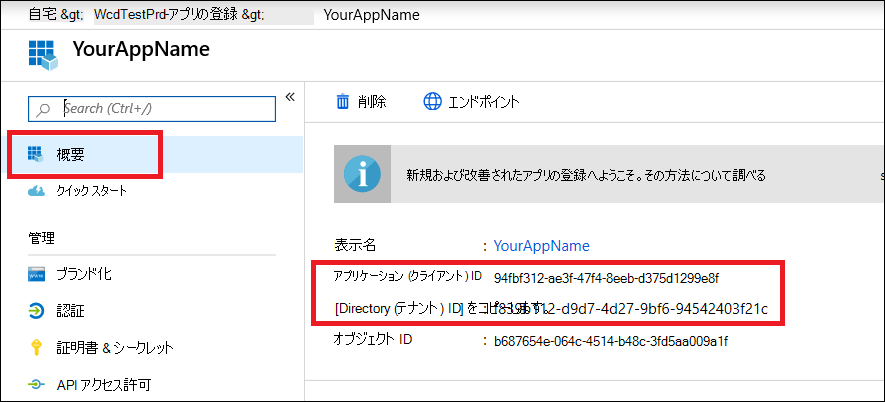 自宅 &gt; WcdTestPrd-アプリの登録 &gt; YourAppName
YourAppName
Search (Ctrl+/)
概要
クイック スタート
管理
ブランド化
認証
証明書 & シークレット
API アクセス許可
削除 エンドポイント
新規および改善されたアプリの登録へようこそ。その方法について調べる
表示名 : YourAppName
アプリケーション (クライアント) ID 94fbf312-ae3f-47f4-8eeb-d375d1299e8f
[Directory (テナント) ID] をコピーします。
オブジェクト ID : b687654e-064c-4514-b48c-3fd5aa009a1f